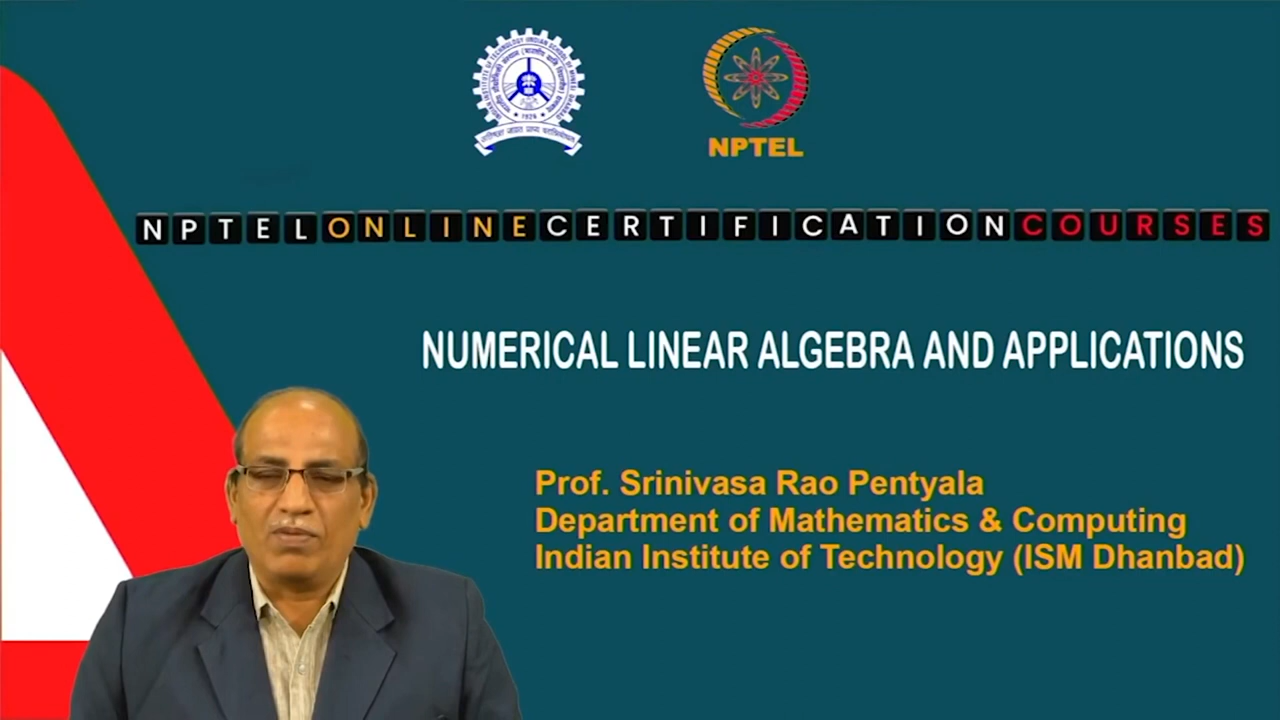 1926
NPTEL
NPTEL ONLINE CERTIFICATION COURSES
NUMERICAL LINEAR ALGEBRA AND APPLICATIONS
Prof. Srinivasa Rao Pentyala
Department of Mathematics & Computing
Indian Institute of Technology (ISM Dhanbad)